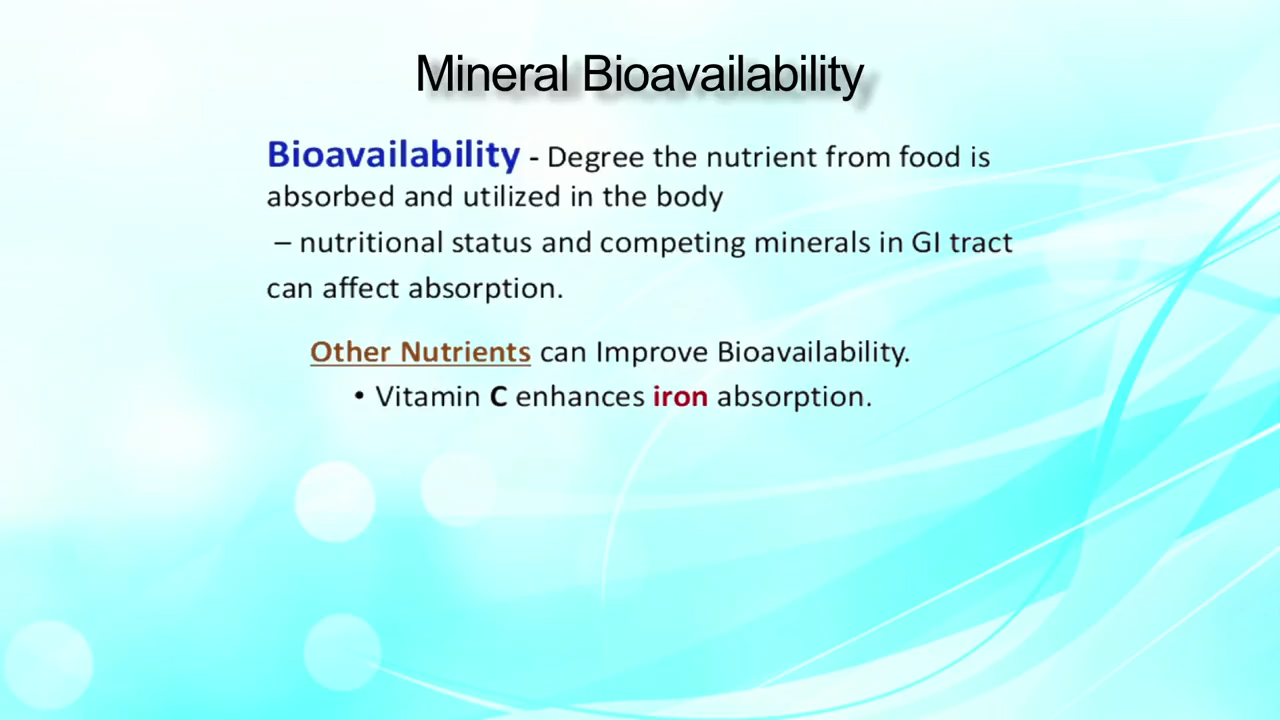 Mineral Bioavailability
Bioavailability - Degree the nutrient from food is
absorbed and utilized in the body
– nutritional status and competing minerals in GI tract
can affect absorption.
Other Nutrients can Improve Bioavailability.
• Vitamin C enhances iron absorption.